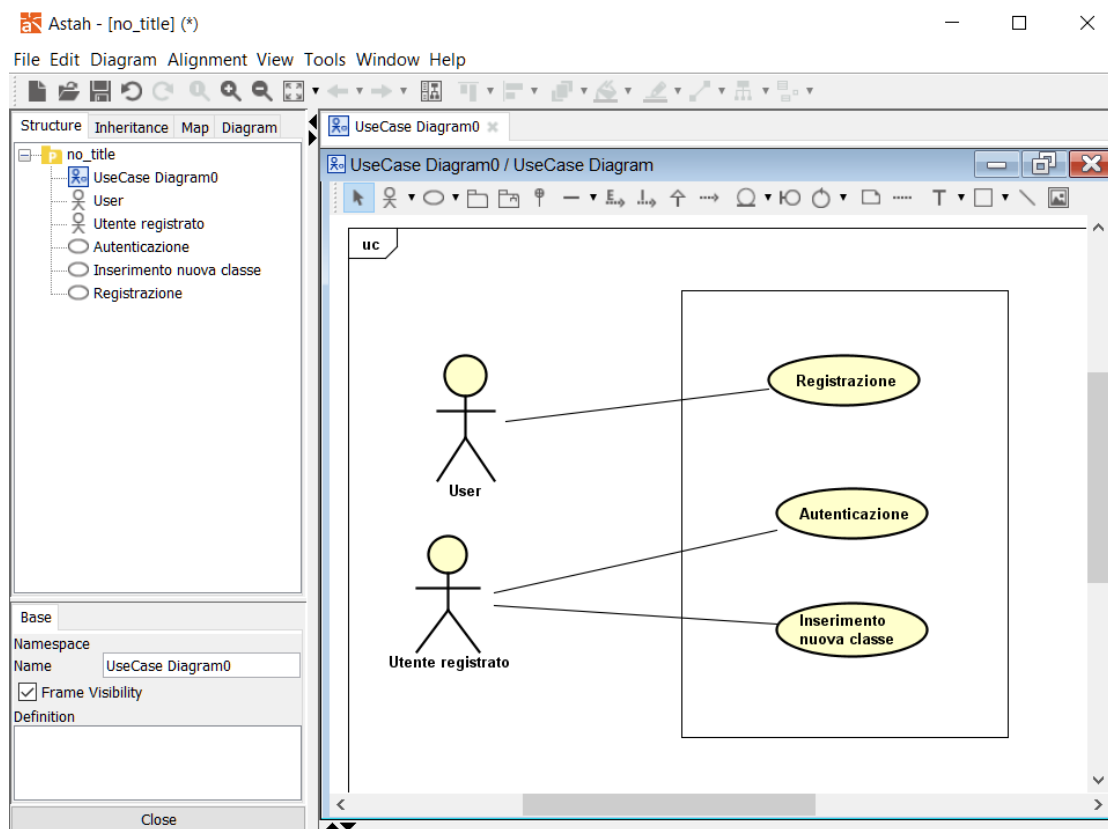 Astah - [no_title] (*)
File Edit Diagram Alignment View Tools Window Help
Structure Inheritance Map Diagram
no_title
UseCase Diagram0
User
Utente registrato
Autenticazione
Inserimento nuova classe
Registrazione
Base
Namespace
Name UseCase Diagram0
Frame Visibility
Definition
Close
UseCase Diagram0
UseCase Diagram0 / UseCase Diagram
uc
Registrazione
User
Autenticazione
Utente registrato
Inserimento
nuova classe